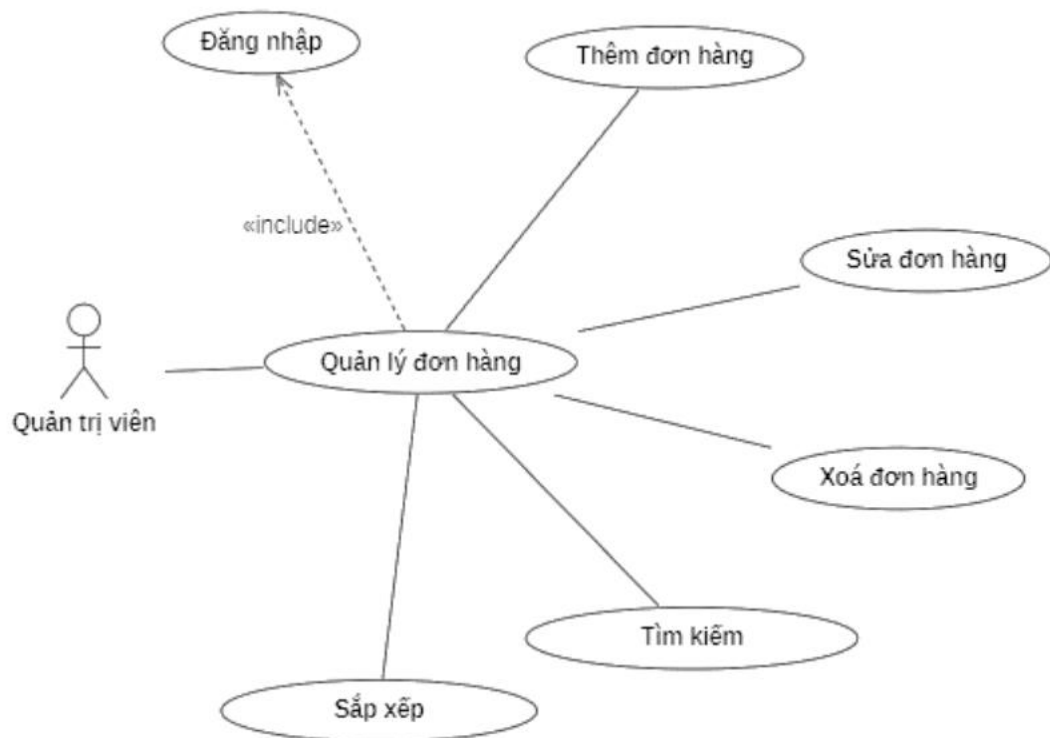 Đăng nhập
Thêm đơn hàng
«include»
Sửa đơn hàng
Quản lý đơn hàng
Quản trị viên
Xoá đơn hàng
Tìm kiếm
Sắp xếp